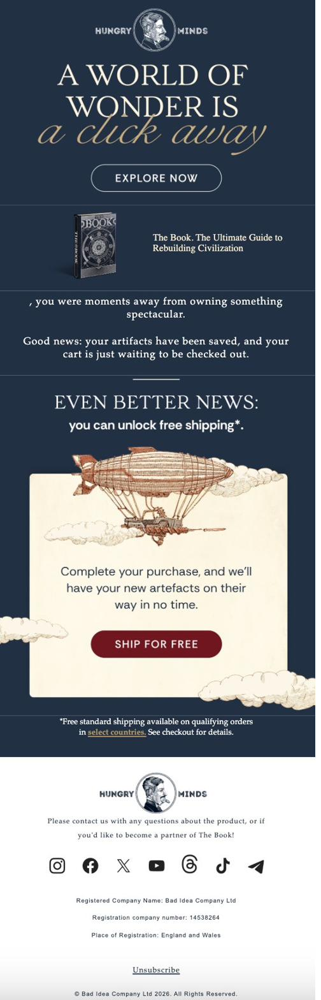 HUNGRY MINDS
A WORLD OF
WONDER IS
a click away
EXPLORE NOW
THE BOOK
BOOK
The Book. The Ultimate Guide to
Rebuilding Civilization
, you were moments away from owning something
spectacular.
Good news: your artifacts have been saved, and your
cart is just waiting to be checked out.
EVEN BETTER NEWS:
you can unlock free shipping*.
Complete your purchase, and we'll
have your new artefacts on their
way in no time.
SHIP FOR FREE
*Free standard shipping available on qualifying orders
in select countries. See checkout for details.
HUNGRY MINDS
Please contact us with any questions about the product, or if
you'd like to become a partner of The Book!
Registered Company Name: Bad Idea Company Ltd
Registration company number: 14538264
Place of Registration: England and Wales
Unsubscribe
© Bad Idea Company Ltd 2026. All Rights Reserved.